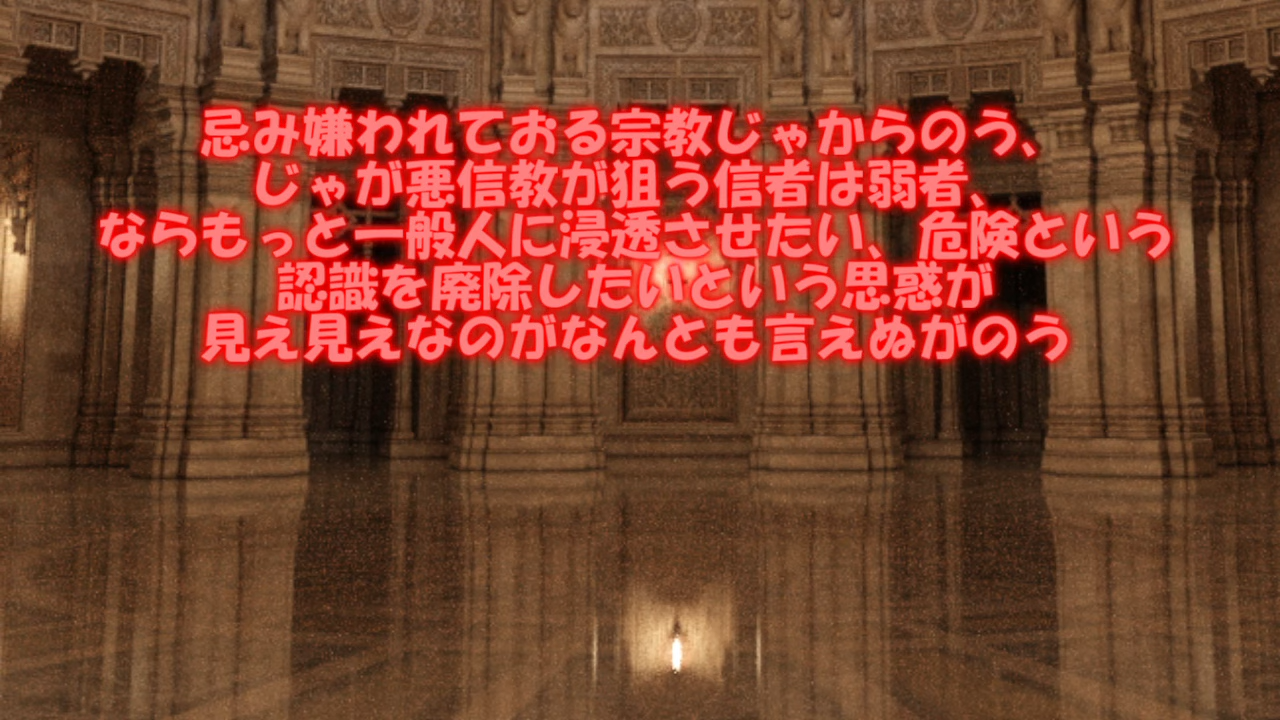 忌み嫌われておる宗教じゃからのう、
じゃが悪信教が狙う信者は弱者、
ならもっと一般人に浸透させたい、危険という
認識を廃除したいという思惑が
見え見えなのがなんとも言えぬがのう